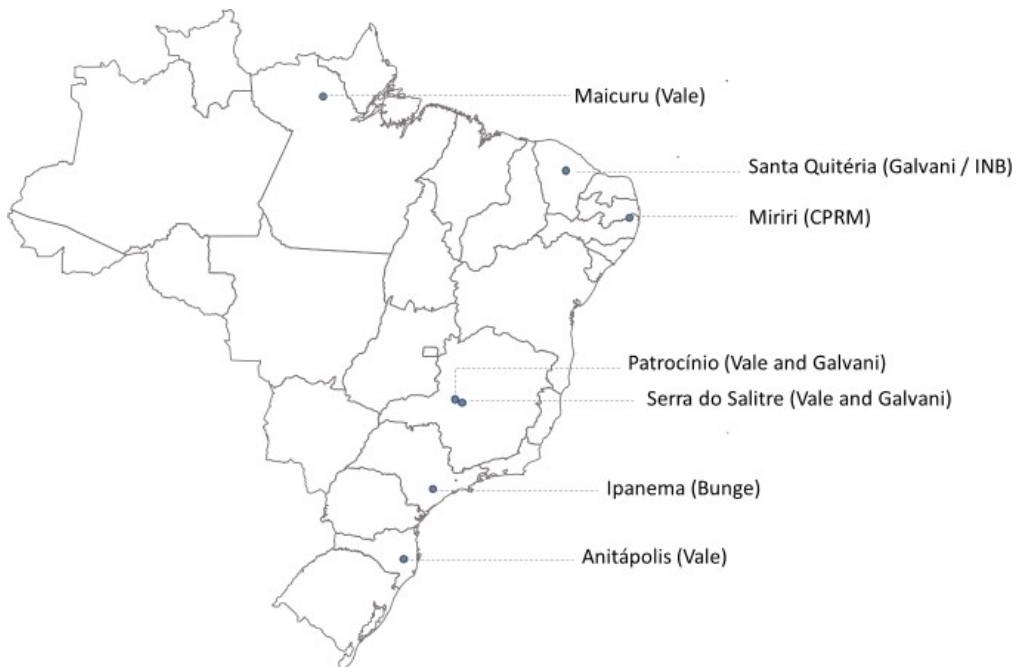 Maicuru (Vale)
Santa Quitéria (Galvani / INB)
Miriri (CPRM)
Patrocínio (Vale and Galvani)
Serra do Salitre (Vale and Galvani)
Ipanema (Bunge)
Anitápolis (Vale)